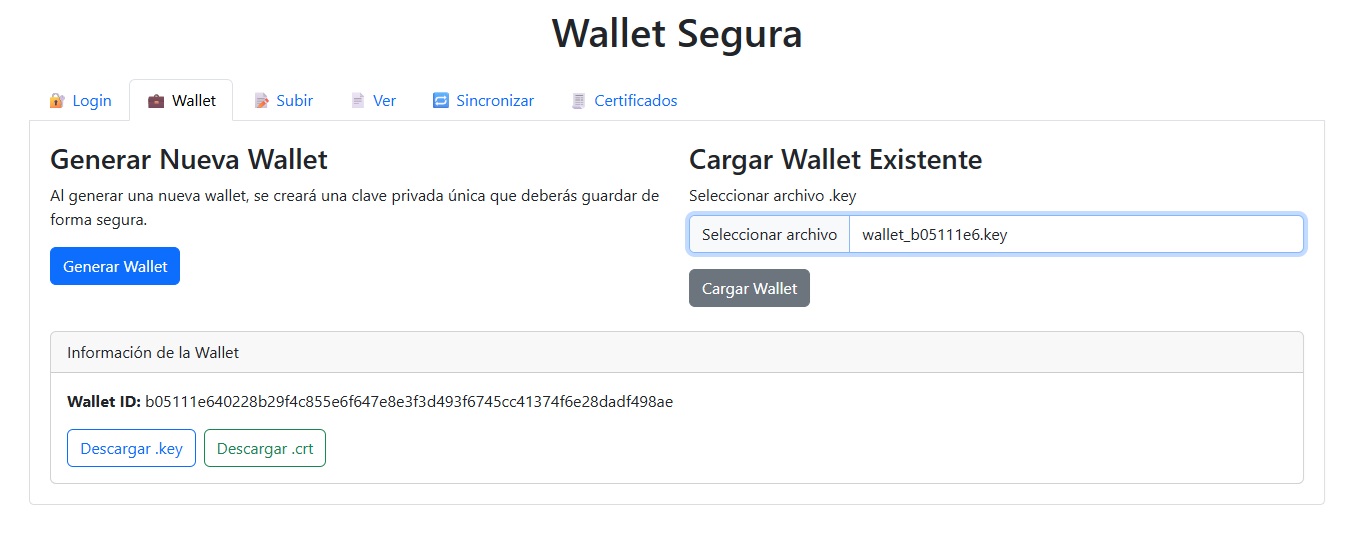 Wallet Segura
Login
Wallet
Subir
Ver
Sincronizar
Certificados
Generar Nueva Wallet
Al generar una nueva wallet, se creará una clave privada única que deberás guardar de
forma segura.
Generar Wallet
Cargar Wallet Existente
Seleccionar archivo .key
Seleccionar archivo wallet_b05111e6.key
Cargar Wallet
Información de la Wallet
Wallet ID: b05111e640228b29f4c855e6f647e8e3f3d493f6745cc41374f6e28dadf498ae
Descargar .key
Descargar .crt